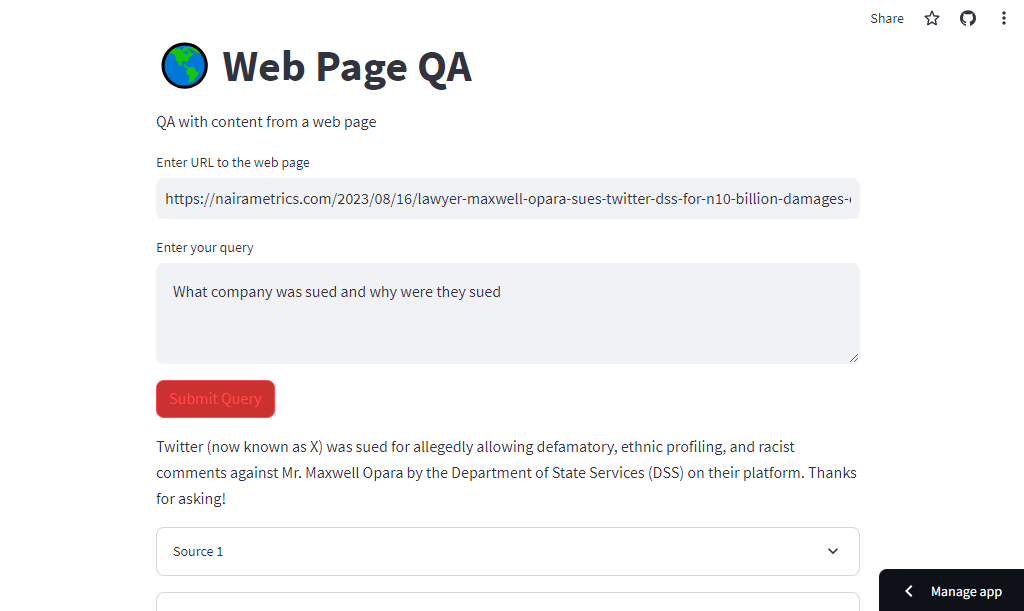 Share
Web Page QA
QA with content from a web page
Enter URL to the web page
https://nairametrics.com/2023/08/16/lawyer-maxwell-opara-sues-twitter-dss-for-n10-billion-damages-
Enter your query
What company was sued and why were they sued
Submit Query
Twitter (now known as X) was sued for allegedly allowing defamatory, ethnic profiling, and racist
comments against Mr. Maxwell Opara by the Department of State Services (DSS) on their platform. Thanks
for asking!
Source 1
Manage app